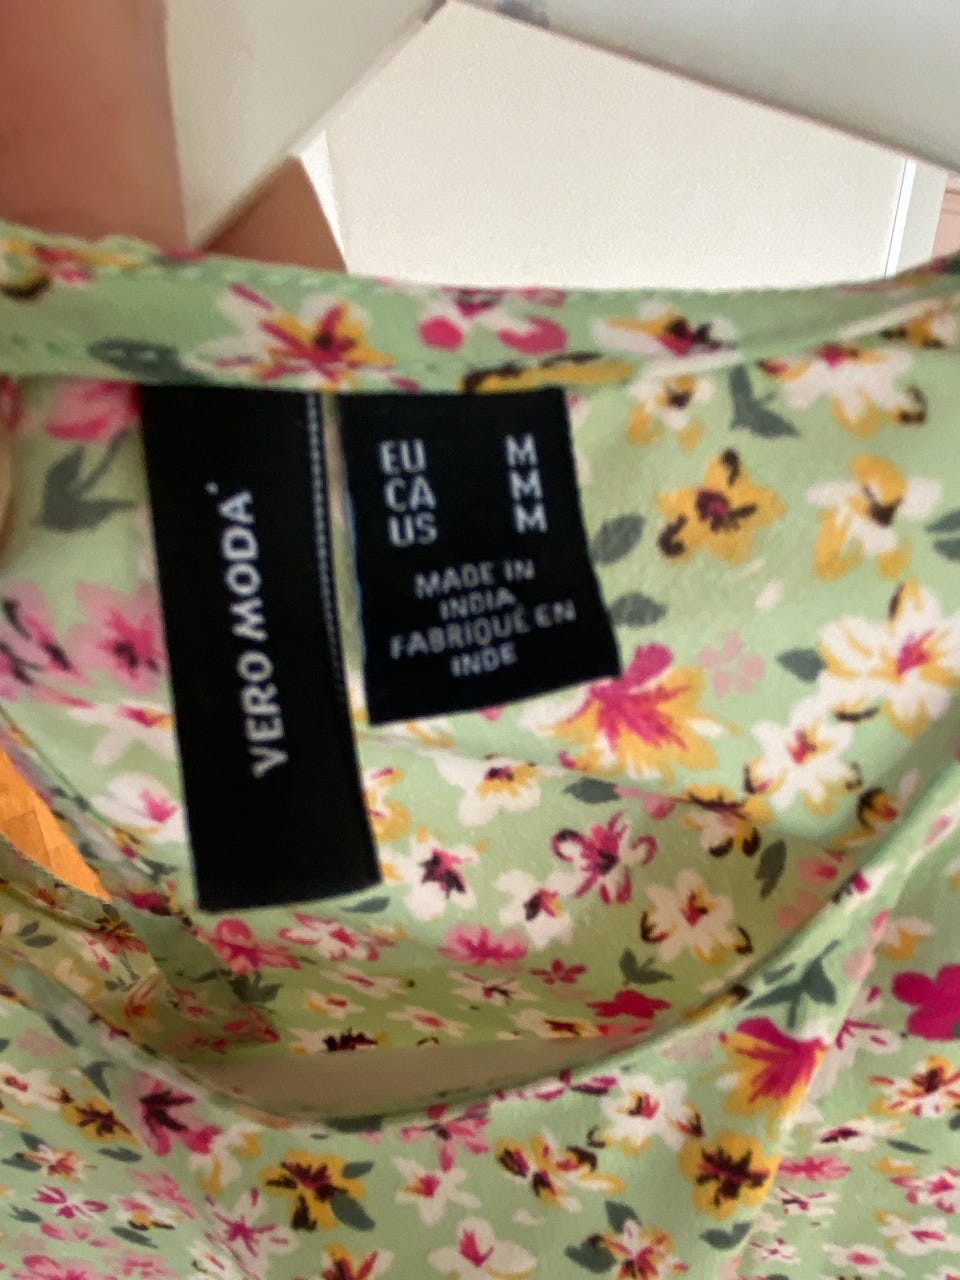 VERO MODA
EU M
CA M
US M
MADE IN
INDIA
FABRIQUÉ EN
INDE